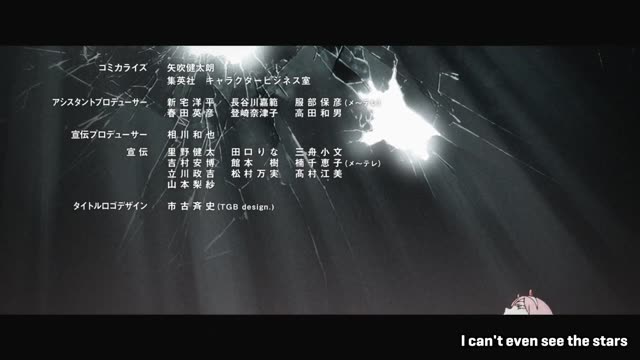 コミカライズ 矢吹健太朗
集英社 キャラクタービジネス室
アシスタントプロデューサー 新宅洋平 長谷川嘉範 服部保彦(メ〜テレ)
春田英彦 登崎奈津子 高田和男
宣伝プロデューサー 相川和也
宣伝 里野健太 田口りな 三舟小文
吉村安博 館本樹 楠千恵子(メ〜テレ)
立川政吉 松村万実 髙村江美
山本梨紗
タイトルロゴデザイン 市古斉史(TGB design.)
I can't even see the stars